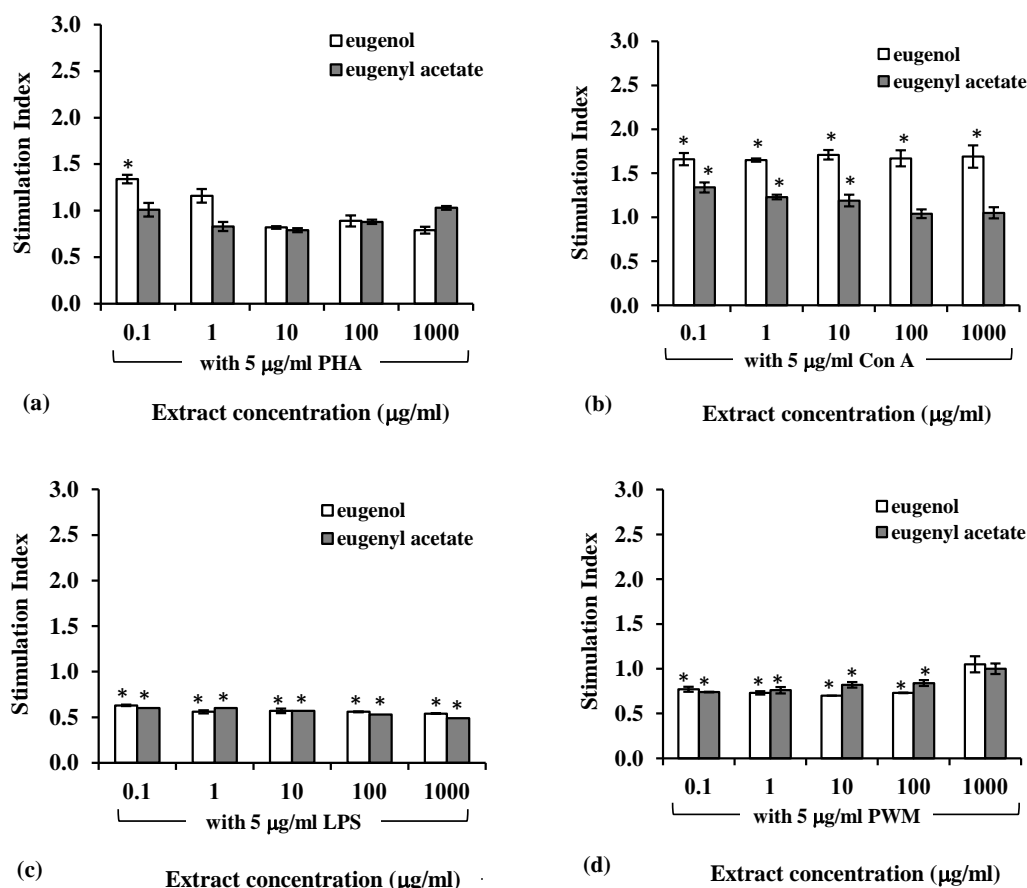 3.0
2.5
2.0
1.5
1.0
0.5
0.0
Stimulation Index
eugenol
eugenyl acetate
*
0.1 1 10 100 1000
with 5 µg/ml PHA
(a)
Extract concentration (µg/ml)
3.0
2.5
2.0
1.5
1.0
0.5
0.0
Stimulation Index
eugenol
eugenyl acetate
* * * * *
* * *
0.1 1 10 100 1000
with 5 µg/ml Con A
(b)
Extract concentration (µg/ml)
3.0
2.5
2.0
1.5
1.0
0.5
0.0
Stimulation Index
eugenol
eugenyl acetate
* * * * * * * * * *
0.1 1 10 100 1000
with 5 µg/ml LPS
(c)
Extract concentration (µg/ml)
3.0
2.5
2.0
1.5
1.0
0.5
0.0
Stimulation Index
eugenol
eugenyl acetate
* * * * * * * *
0.1 1 10 100 1000
with 5 µg/ml PWM
(d)
Extract concentration (µg/ml)